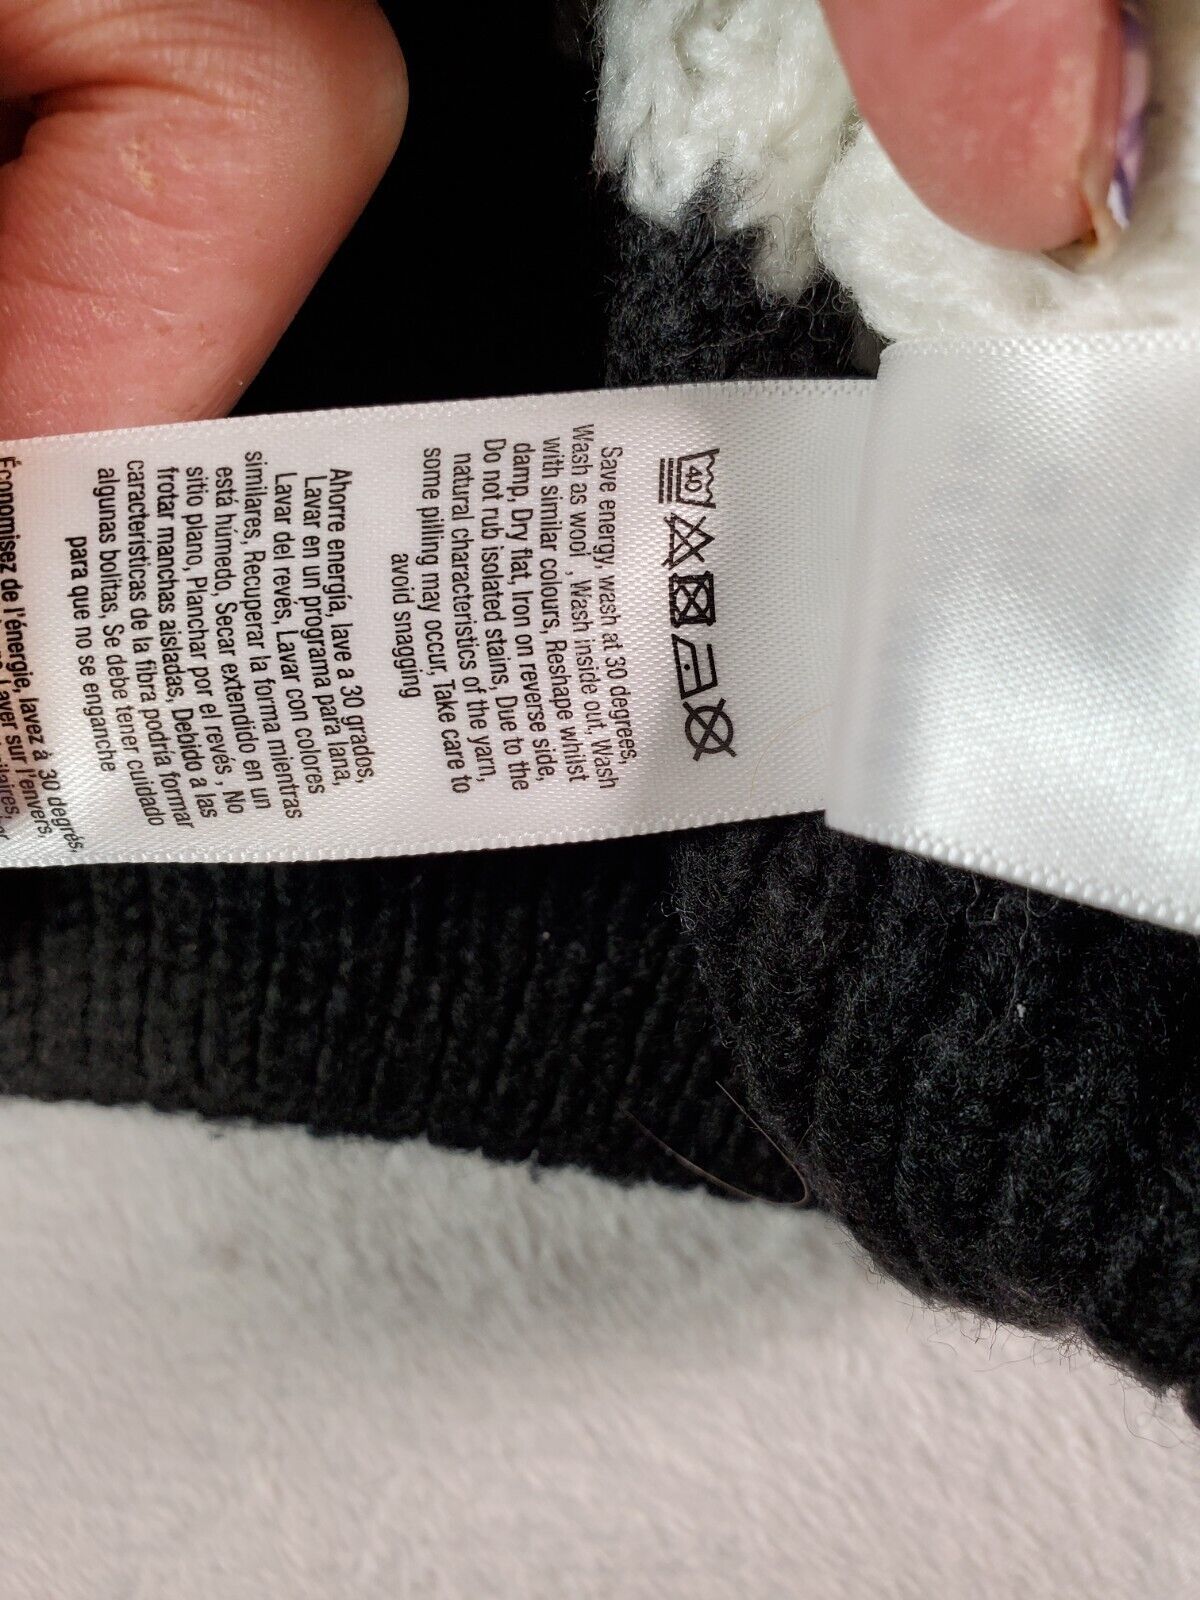 40
Save energy, wash at 30 degrees,
Wash as wool , Wash inside out, Wash
with similar colours, Reshape whilst
damp, Dry flat, Iron on reverse side,
Do not rub isolated stains, Due to the
natural characteristics of the yarn,
some pilling may occur, Take care to
avoid snagging
Ahorre energía, lave a 30 grados,
Lavar en un programa para lana,
Lavar del revés, Lavar con colores
similares, Recuperar la forma mientras
está húmedo, Secar extendido en un
sitio plano, Planchar por el revés , No
frotar manchas aisladas, Debido a las
características de la fibra podría formar
algunas bolitas, Se debe tener cuidado
para que no se enganche
Économisez de l'énergie, lavez à 30 degrés,
Laver sur l'envers,